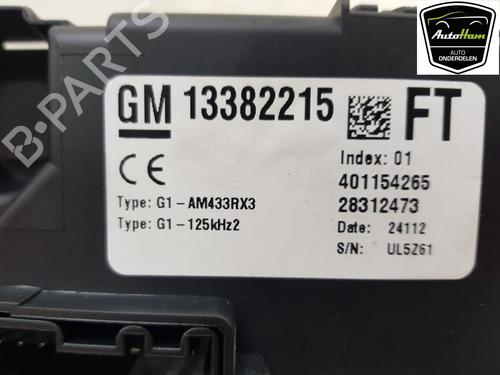 AutoHam
AUTO
ONDERDELEN
B-PARTS
GM 13382215 FT
CE
Index: 01
401154265
Type: G1-AM433RX3
28312473
Type: G1-125kHz2
Date: 24112
S/N: UL5Z61